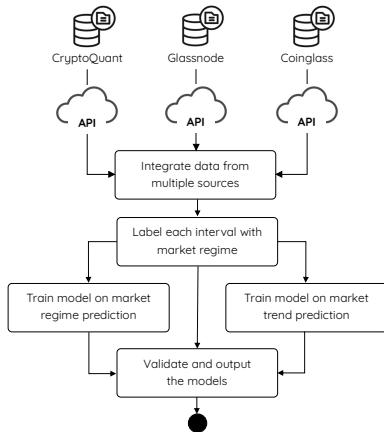 CryptoQuant
Glassnode
Coinglass
API
API
API
Integrate data from
multiple sources
Label each interval with
market regime
Train model on market
regime prediction
Train model on market
trend prediction
Validate and output
the models